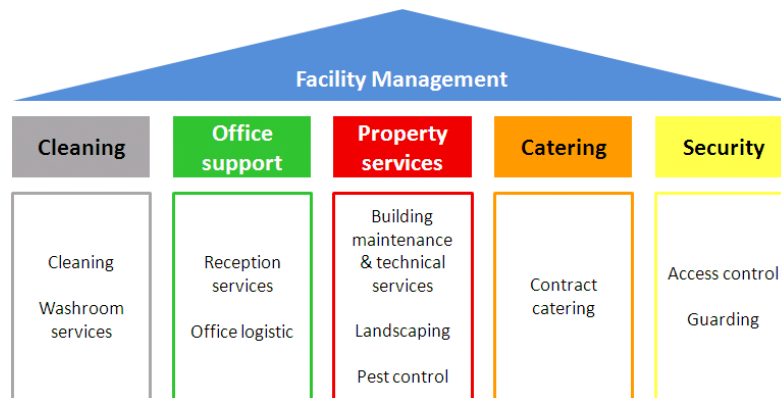 Facility Management
Cleaning
Office
support
Property
services
Catering
Security
Cleaning
Washroom
services
Reception
services
Office logistic
Building
maintenance
& technical
services
Landscaping
Pest control
Contract
catering
Access control
Guarding